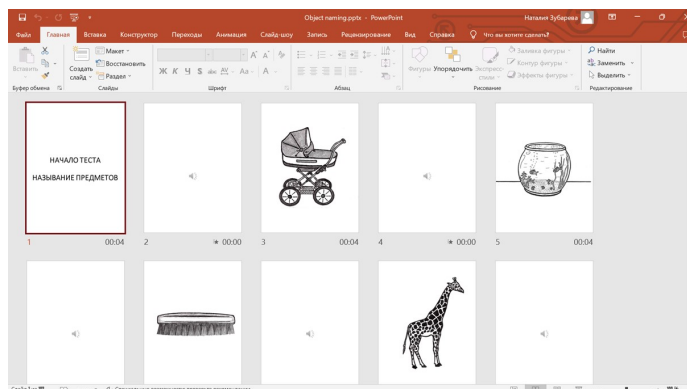 Object naming.pptx - PowerPoint
Наталия Зубарева
Файл Главная Вставка Конструктор Переходы Анимация Слайд-шоу Запись Рецензирование Вид Справка Что вы хотите сделать?
Вставить
Создать слайд
Макет
Восстановить
Раздел
Ж К Ч S abc AV Aa A
Фигуры Упорядочить Экспресс-стили
Заливка фигуры
Контур фигуры
Эффекты фигуры
Найти
Заменить
Выделить
Буфер обмена Слайды Шрифт Абзац Рисование Редактирование
НАЧАЛО ТЕСТА
НАЗЫВАНИЕ ПРЕДМЕТОВ
1 00:04 2 00:00 3 00:04 4 00:00 5 00:04